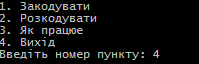 1. Закодувати
2. Розкодувати
3. Як працює
4. Вихід
Введіть номер пункту: 4